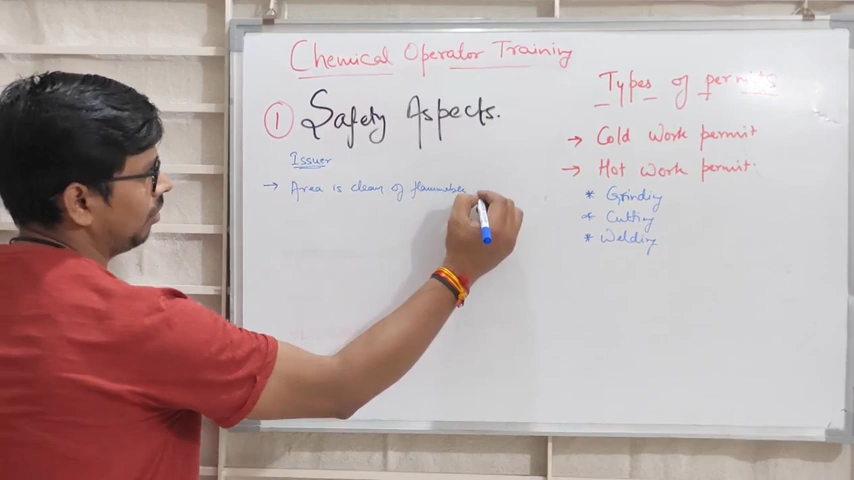 Chemical Operator Training
① Safety Aspects.
Issuer
→ Area is clean of flammables
Types of permits
→ Cold Work permit
→ Hot Work permit.
* Grinding
* Cutting
* Welding